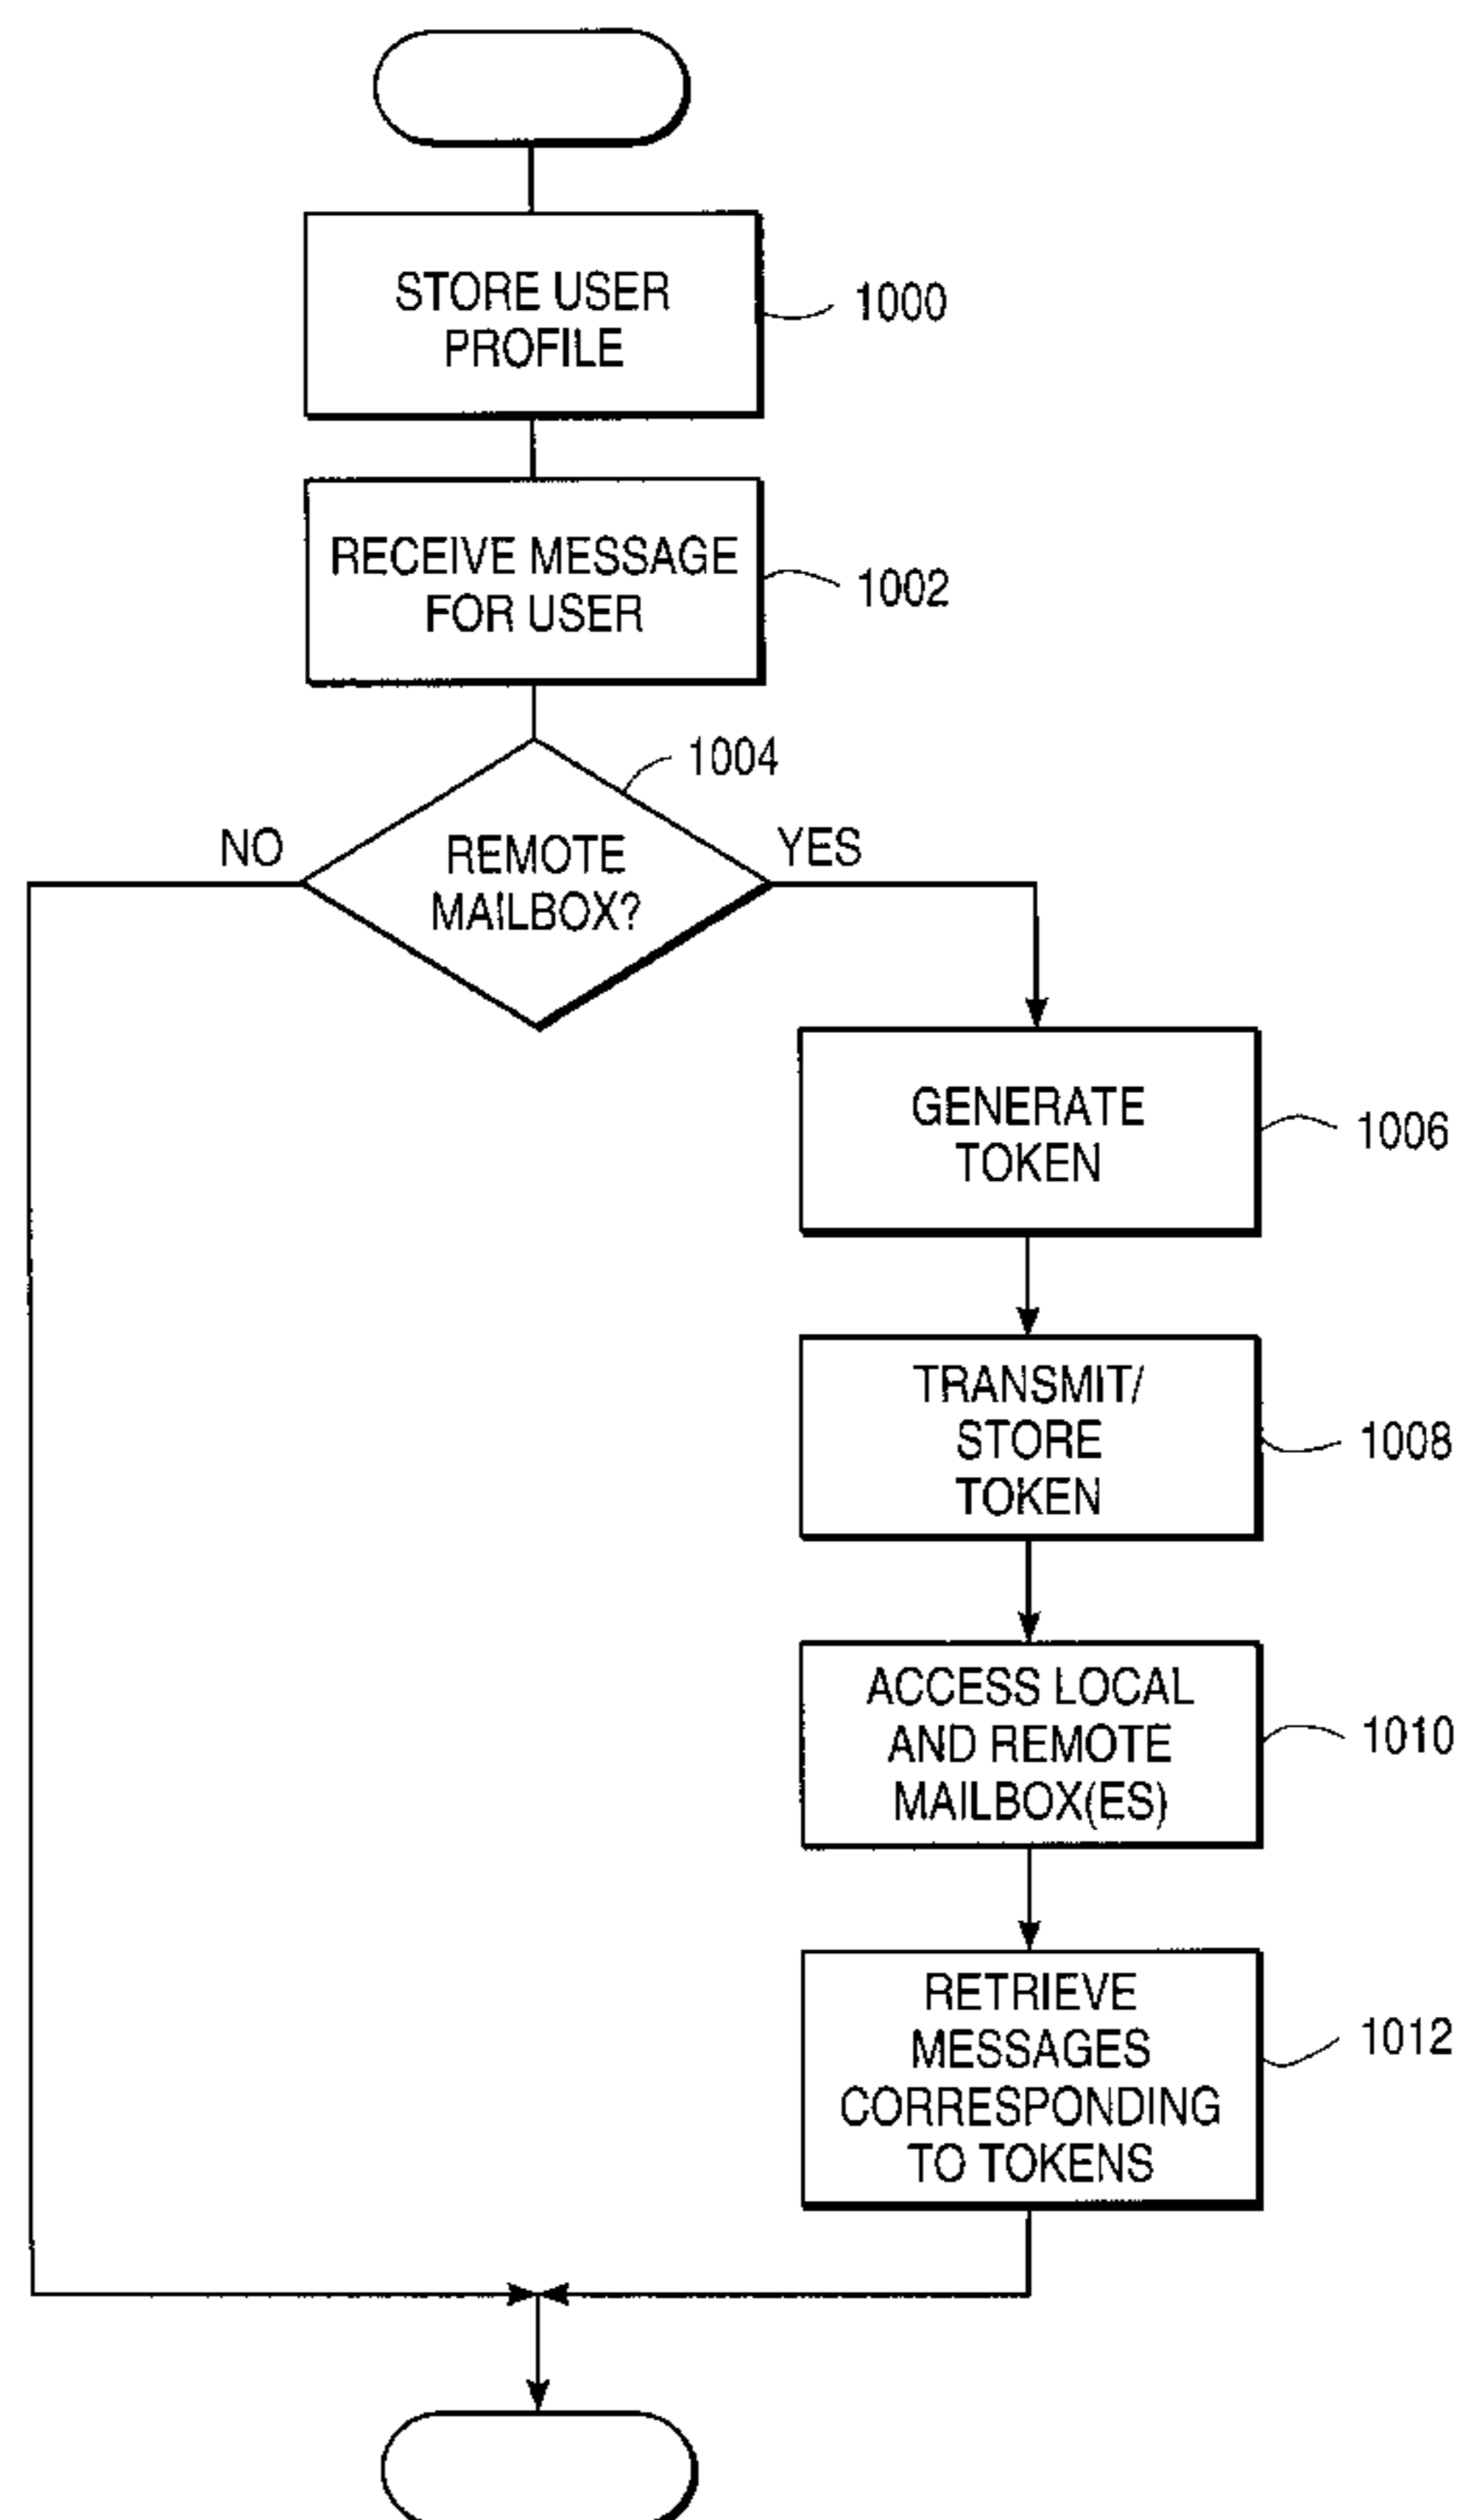 STORE USER
PROFILE
1000
RECEIVE MESSAGE
FOR USER
1002
1004
NO
REMOTE
MAILBOX?
YES
GENERATE
TOKEN
1006
TRANSMIT/
STORE
TOKEN
1008
ACCESS LOCAL
AND REMOTE
MAILBOX(ES)
1010
RETRIEVE
MESSAGES
CORRESPONDING
TO TOKENS
1012